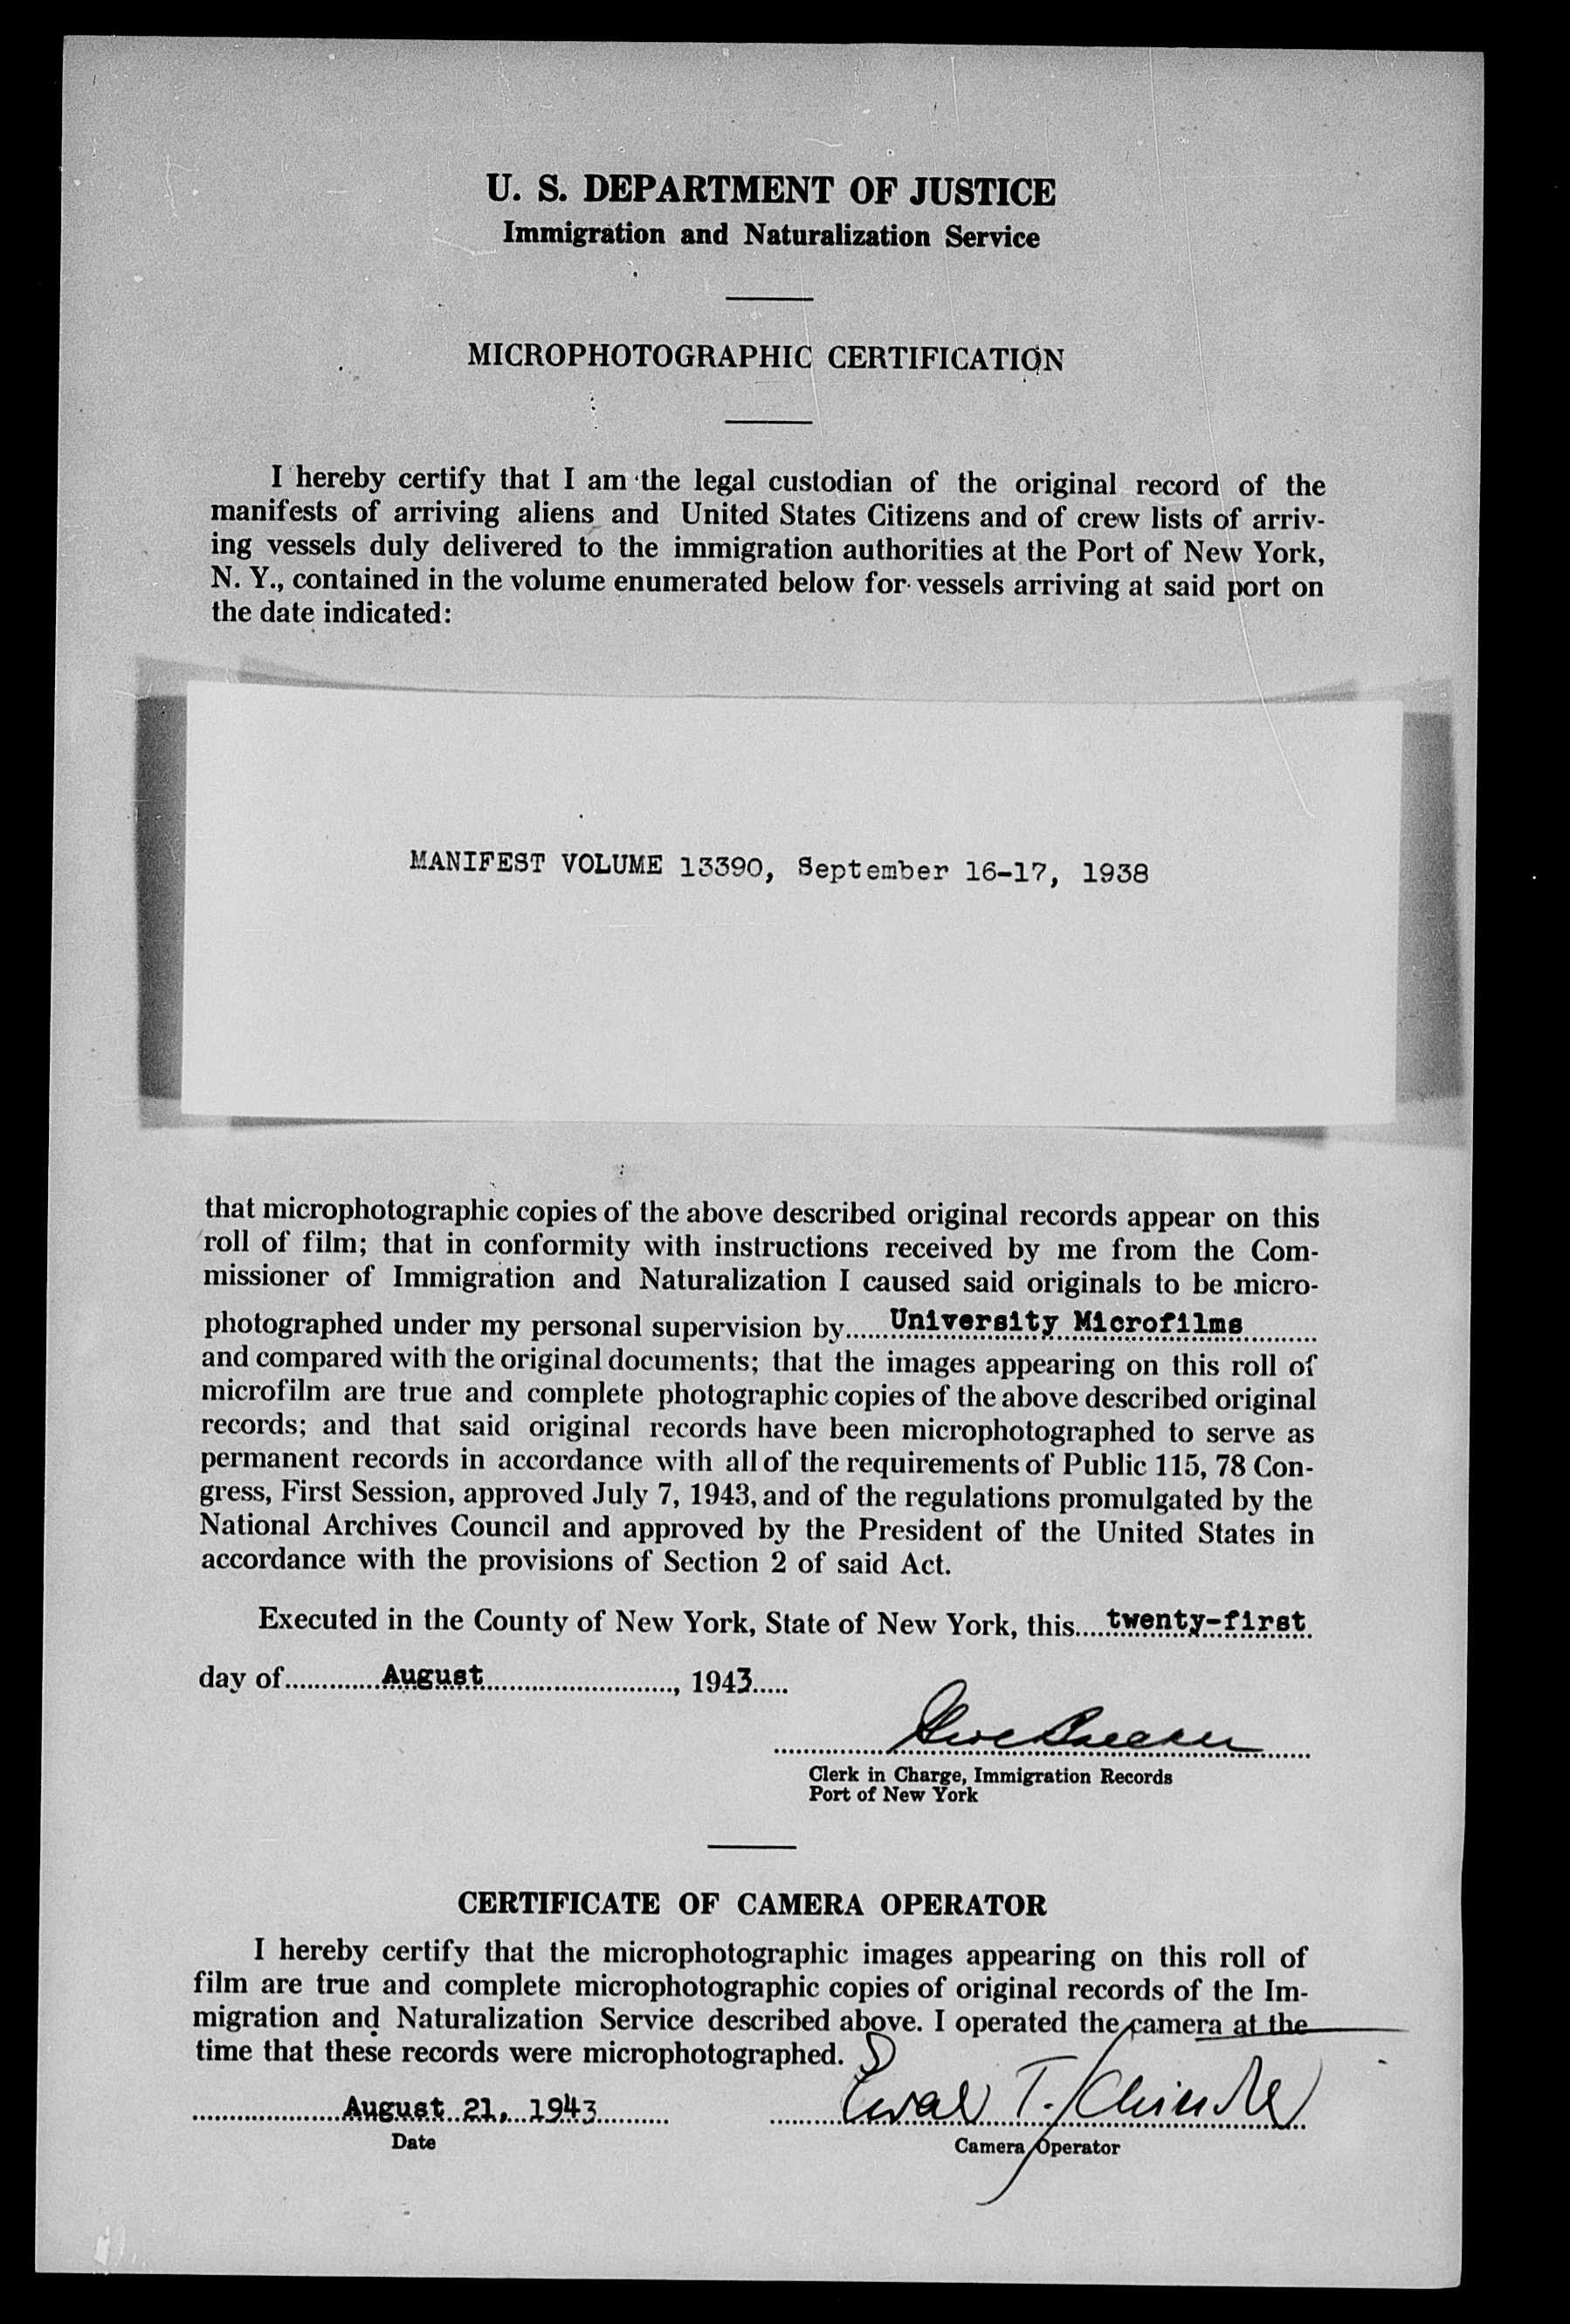 U. S. DEPARTMENT OF JUSTICE
Immigration and Naturalization Service
MICROPHOTOGRAPHIC CERTIFICATION
I hereby certify that I am the legal custodian of the original record of the
manifests of arriving aliens and United States Citizens and of crew lists of arriv-
ing vessels duly delivered to the immigration authorities at the Port of New York,
N. Y., contained in the volume enumerated below for vessels arriving at said port on
the date indicated:
MANIFEST VOLUME 13390, September 16-17, 1938
that microphotographic copies of the above described original records appear on this
roll of film; that in conformity with instructions received by me from the Com-
missioner of Immigration and Naturalization I caused said originals to be micro-
photographed under my personal supervision by......University Microfilms..........
and compared with the original documents; that the images appearing on this roll of
microfilm are true and complete photographic copies of the above described original
records; and that said original records have been microphotographed to serve as
permanent records in accordance with all of the requirements of Public 115, 78 Con-
gress, First Session, approved July 7, 1943, and of the regulations promulgated by the
National Archives Council and approved by the President of the United States in
accordance with the provisions of Section 2 of said Act.
Executed in the County of New York, State of New York, this.....twenty-first
day of.............August............................, 1943.....
Clerk in Charge, Immigration Records
Port of New York
CERTIFICATE OF CAMERA OPERATOR
I hereby certify that the microphotographic images appearing on this roll of
film are true and complete microphotographic copies of original records of the Im-
migration and Naturalization Service described above. I operated the camera at the
time that these records were microphotographed.
August 21, 1943
T.
Date
Camera Operator